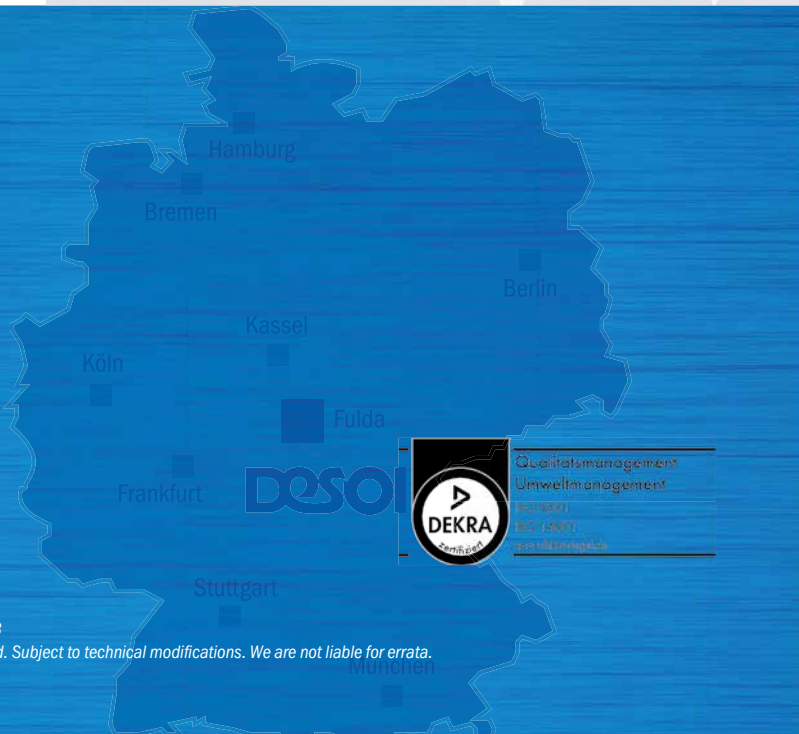 Hamburg
Bremen
Berlin
Kassel
Köln
Fulda
Qualitätsmanagement
Umweltmanagement
DEKRA
zertifiziert
Frankfurt
Desoi
Stuttgart
Subject to technical modifications. We are not liable for errata.
München